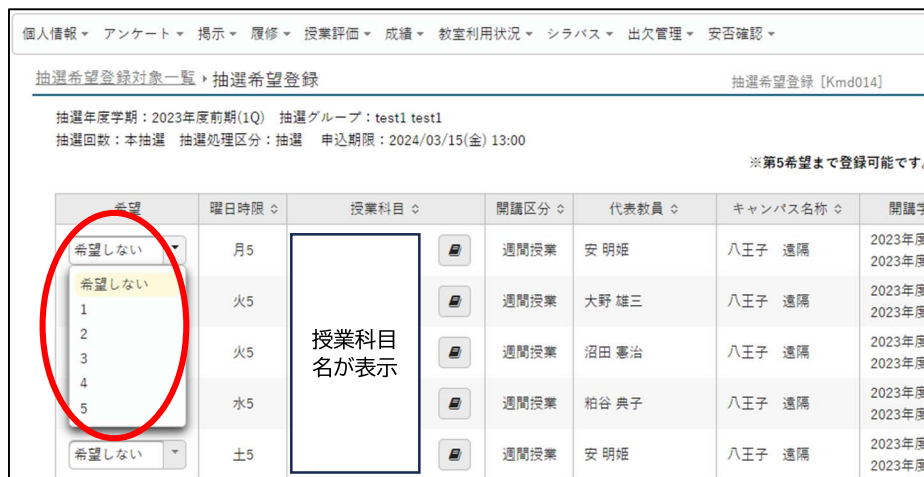 個人情報 アンケート 掲示 履修 授業評価 成績 教室利用状況 シラバス 出欠管理 安否確認
抽選希望登録対象一覧 抽選希望登録 抽選希望登録 [Kmd014]
抽選年度学期：2023年度前期(1Q) 抽選グループ：test1 test1
抽選回数：本抽選 抽選処理区分：抽選 申込期限：2024/03/15(金) 13:00
※第5希望まで登録可能です。
希望 曜日時限 授業科目 開講区分 代表教員 キャンパス名称 開講学
希望しない 月5 週間授業 安 明姫 八王子 遠隔 2023年度
2023年度
希望しない
1 火5 週間授業 大野 雄三 八王子 遠隔 2023年度
2023年度
2
3 火5 週間授業 沼田 憲治 八王子 遠隔 2023年度
2023年度
授業科目
名が表示
4
5 水5 週間授業 粕谷 典子 八王子 遠隔 2023年度
2023年度
希望しない 土5 週間授業 安 明姫 八王子 遠隔 2023年度
2023年度